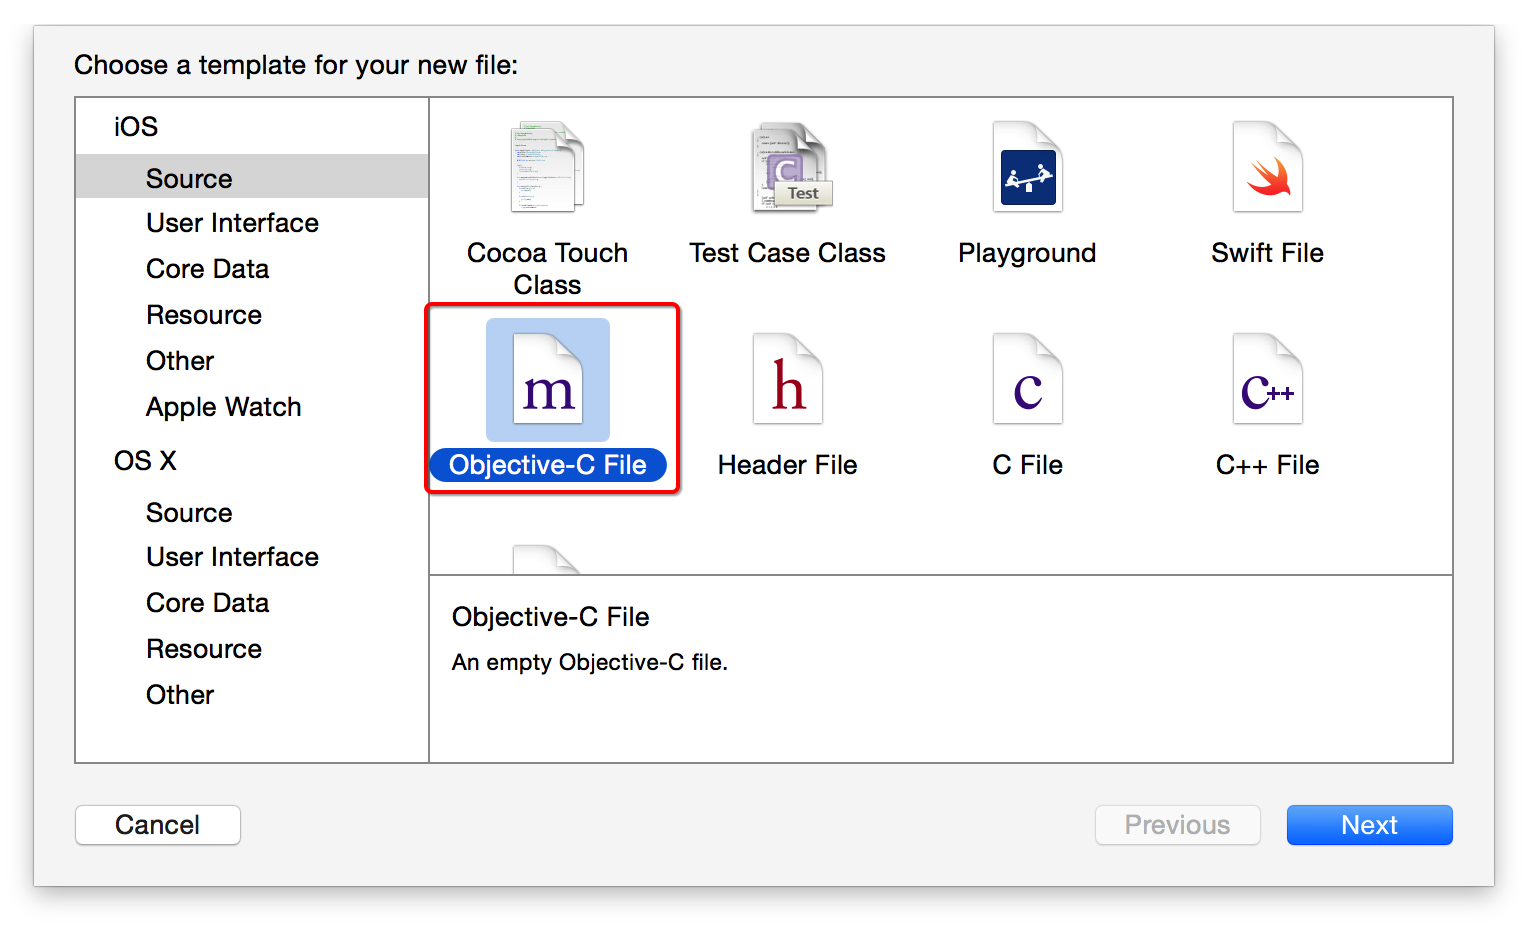 Choose a template for your new file:
iOS
Source
User Interface
Core Data
Resource
Other
Apple Watch
OS X
Source
User Interface
Core Data
Resource
Other
Cocoa Touch
Class
C
Test
Test Case Class
Playground
Swift File
m
Objective-C File
h
Header File
c
C File
c++
C++ File
Objective-C File
An empty Objective-C file.
Cancel
Previous
Next